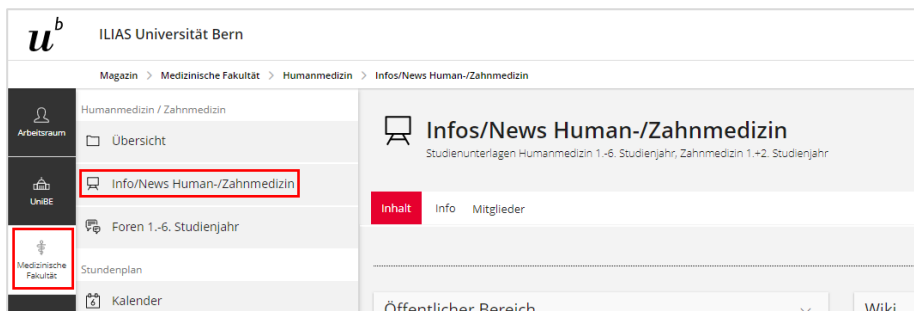 u^b
ILIAS Universität Bern
Magazin > Medizinische Fakultät > Humanmedizin > Infos/News Human-/Zahnmedizin
Arbeitsraum
UniBE
Medizinische
Fakultät
Humanmedizin / Zahnmedizin
Übersicht
Info/News Human-/Zahnmedizin
Foren 1.-6. Studienjahr
Stundenplan
6
Kalender
Infos/News Human-/Zahnmedizin
Studienunterlagen Humanmedizin 1.-6. Studienjahr, Zahnmedizin 1.+2. Studienjahr
Inhalt Info Mitglieder
Öffentlicher Bereich
Wiki